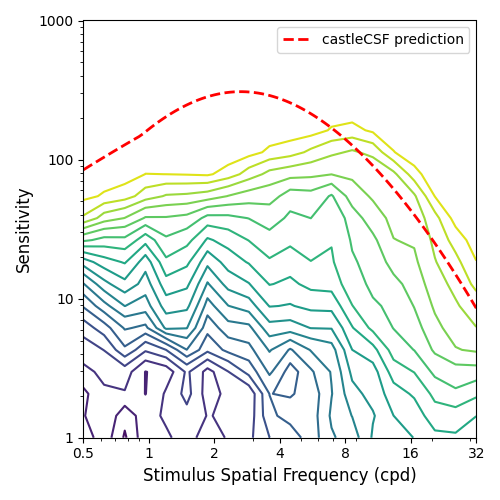 1000
castleCSF prediction
100
Sensitivity
10
1
0.5 1 2 4 8 16 32
Stimulus Spatial Frequency (cpd)